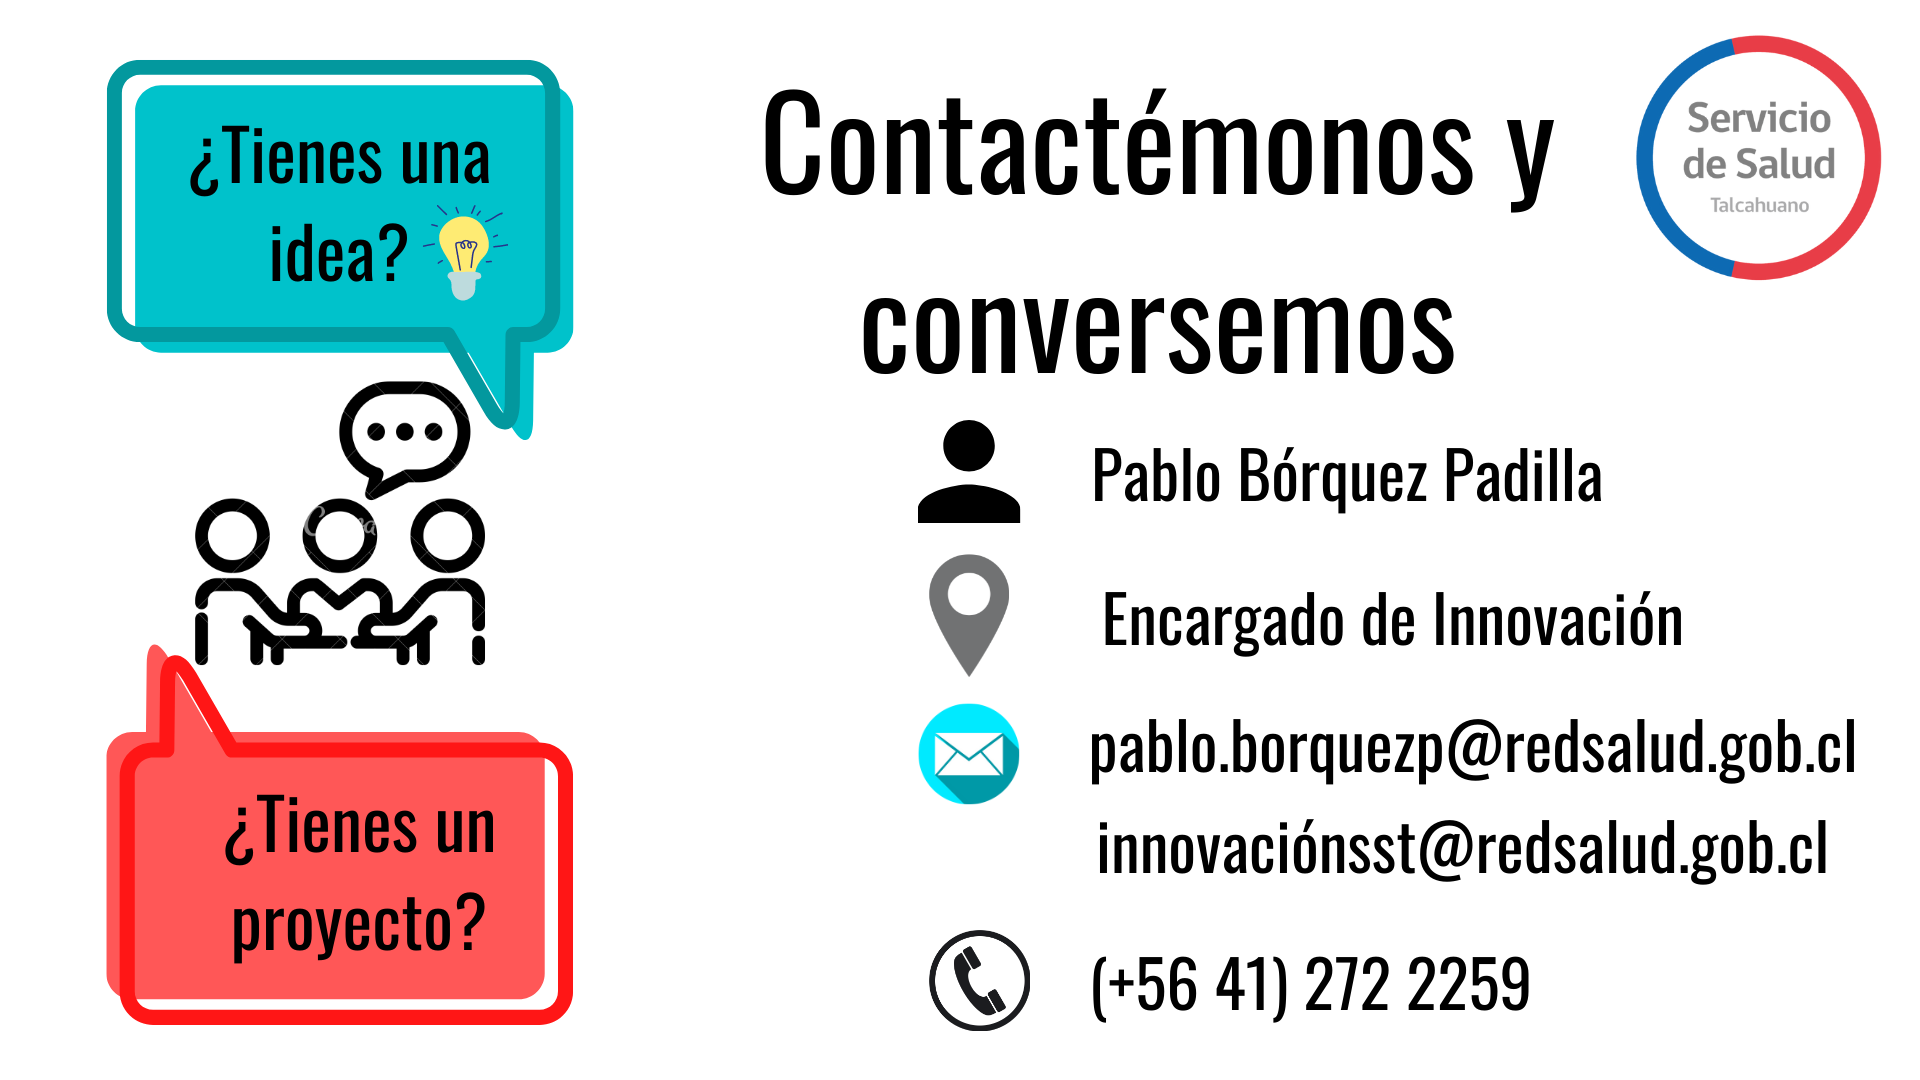 ¿Tienes una
idea?
¿Tienes un
proyecto?
Contactémonos y
conversemos
Servicio
de Salud
Talcahuano
Pablo Bórquez Padilla
Encargado de Innovación
pablo.borquezp@redsalud.gob.cl
innovaciónsst@redsalud.gob.cl
(+56 41) 272 2259